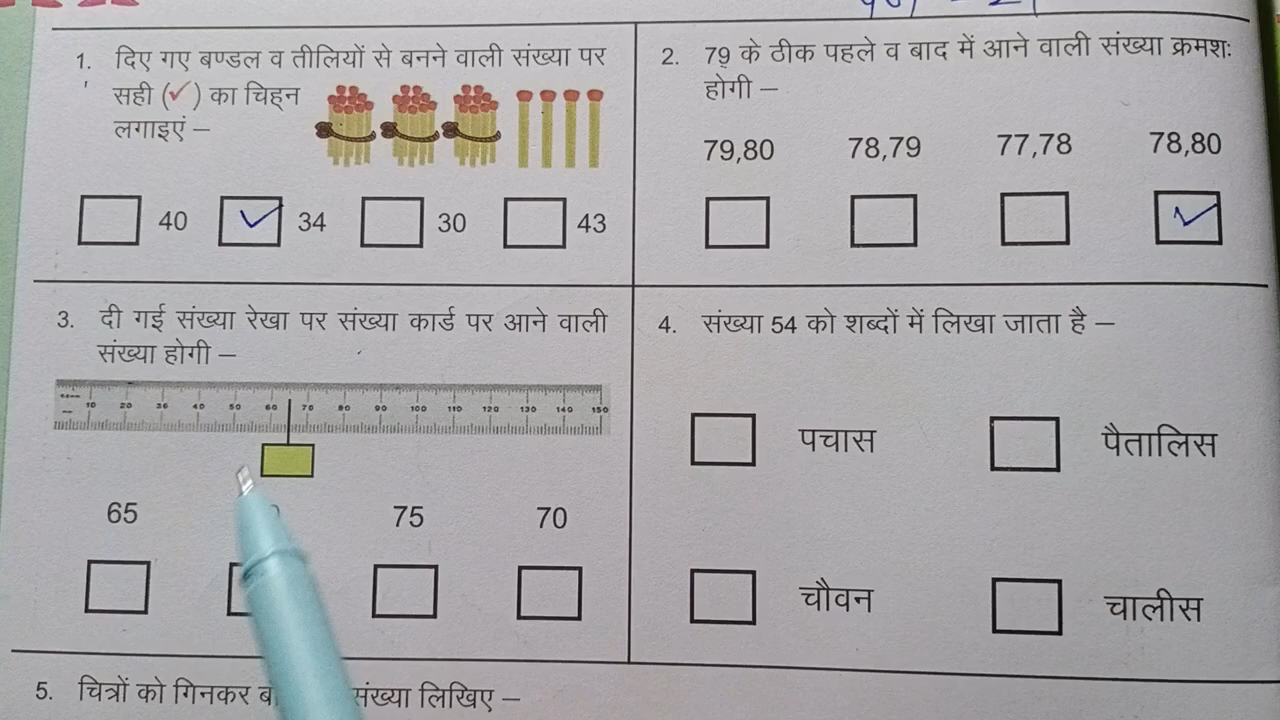 1. दिए गए बण्डल व तीलियों से बनने वाली संख्या पर
सही (✓) का चिह्न
लगाइएं –
40 34 30 43
2. 79 के ठीक पहले व बाद में आने वाली संख्या क्रमशः
होगी –
79,80 78,79 77,78 78,80
3. दी गई संख्या रेखा पर संख्या कार्ड पर आने वाली
संख्या होगी –
10 20 30 40 50 60 70 80 90 100 110 120 130 140 150
65 75 70
4. संख्या 54 को शब्दों में लिखा जाता है –
पचास पैतालिस
चौवन चालीस
5. चित्रों को गिनकर संख्या लिखिए –